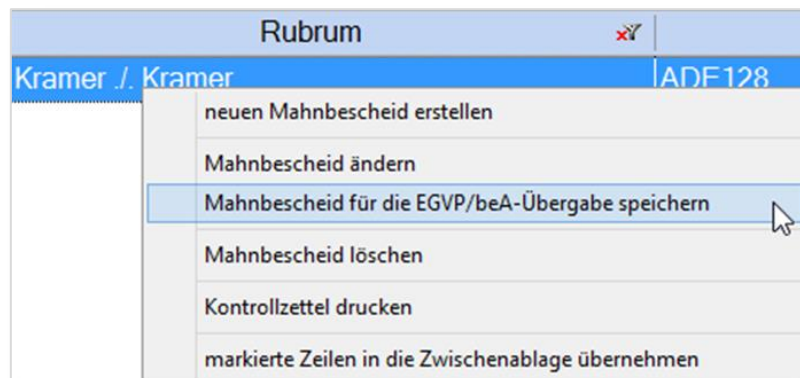 Rubrum
Kramer ./. Kramer ADE128
neuen Mahnbescheid erstellen
Mahnbescheid ändern
Mahnbescheid für die EGVP/beA-Übergabe speichern
Mahnbescheid löschen
Kontrollzettel drucken
markierte Zeilen in die Zwischenablage übernehmen